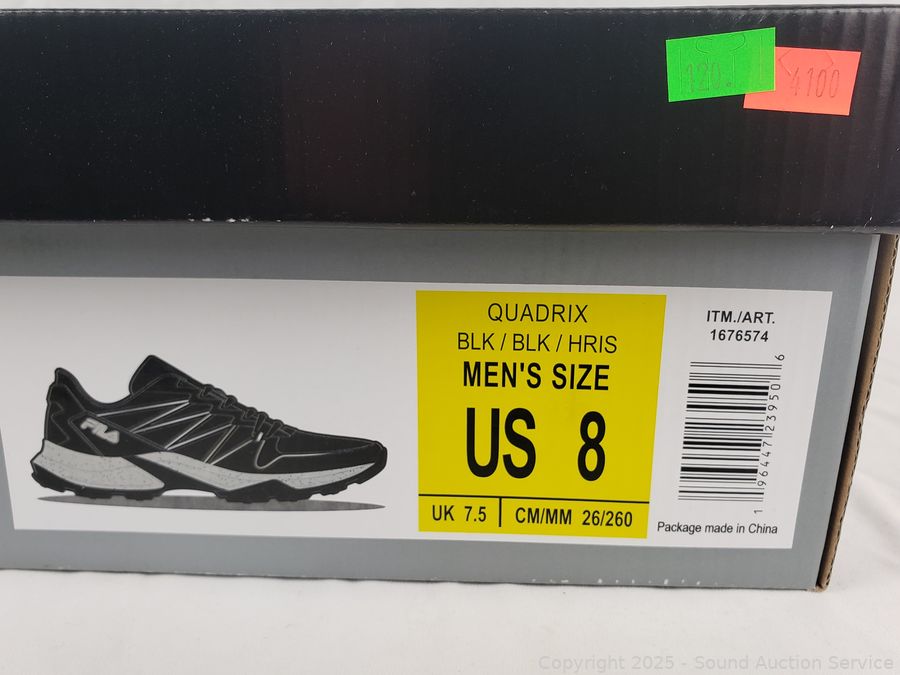 120.
4100
QUADRIX
BLK / BLK / HRIS
MEN'S SIZE
US 8
UK 7.5 CM/MM 26/260
ITM./ART.
1676574
1 96447 23950 6
Package made in China
FILA
Copyright 2025 - Sound Auction Service